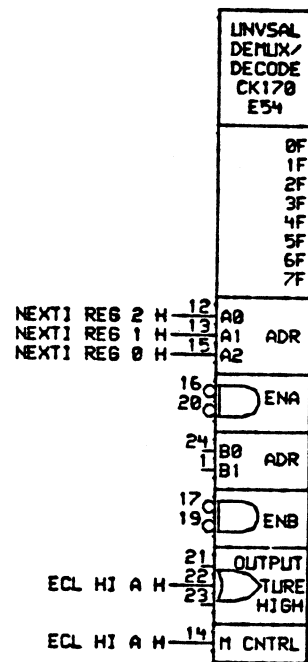 UNVSAL
DEMUX/
DECODE
CK170
E54
0F
1F
2F
3F
4F
5F
6F
7F
NEXTI REG 2 H 12 A0
NEXTI REG 1 H 13 A1 ADR
NEXTI REG 0 H 15 A2
16
20 ENA
24 B0
1 B1 ADR
17
19 ENB
21 OUTPUT
ECL HI A H 22 TURE
23 HIGH
ECL HI A H 14 M CNTRL